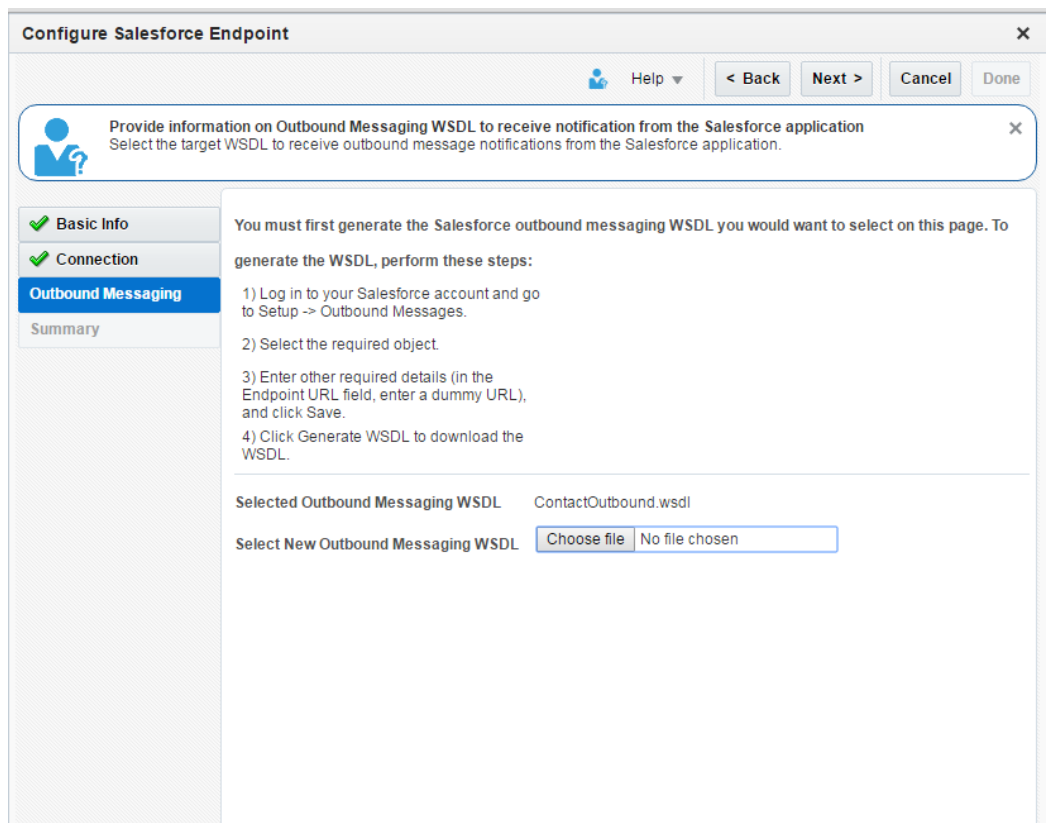 Configure Salesforce Endpoint
Help
< Back
Next >
Cancel
Done
Provide information on Outbound Messaging WSDL to receive notification from the Salesforce application
Select the target WSDL to receive outbound message notifications from the Salesforce application.
Basic Info
Connection
Outbound Messaging
Summary
You must first generate the Salesforce outbound messaging WSDL you would want to select on this page. To
generate the WSDL, perform these steps:
1) Log in to your Salesforce account and go
to Setup -> Outbound Messages.
2) Select the required object.
3) Enter other required details (in the
Endpoint URL field, enter a dummy URL),
and click Save.
4) Click Generate WSDL to download the
WSDL.
Selected Outbound Messaging WSDL ContactOutbound.wsdl
Select New Outbound Messaging WSDL Choose file No file chosen